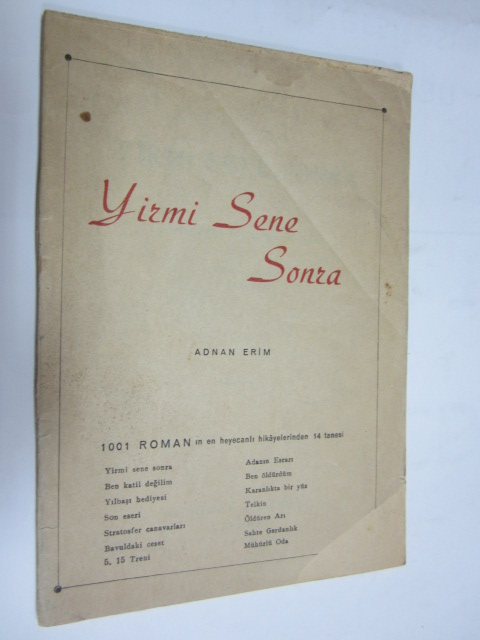 Yirmi Sene
Sonra
ADNAN ERİM
1001 ROMAN ın en heyecanlı hikâyelerinden 14 tanesi
Yirmi sene sonra
Ben katil değilim
Yılbaşı hediyesi
Son eseri
Stratosfer canavarları
Bavuldaki ceset
5, 15 Treni
Adanın Esrarı
Ben öldürdüm
Karanlıkta bir yüz
Telkin
Öldüren Arı
Sahte Gerdanlık
Mühürlü Oda